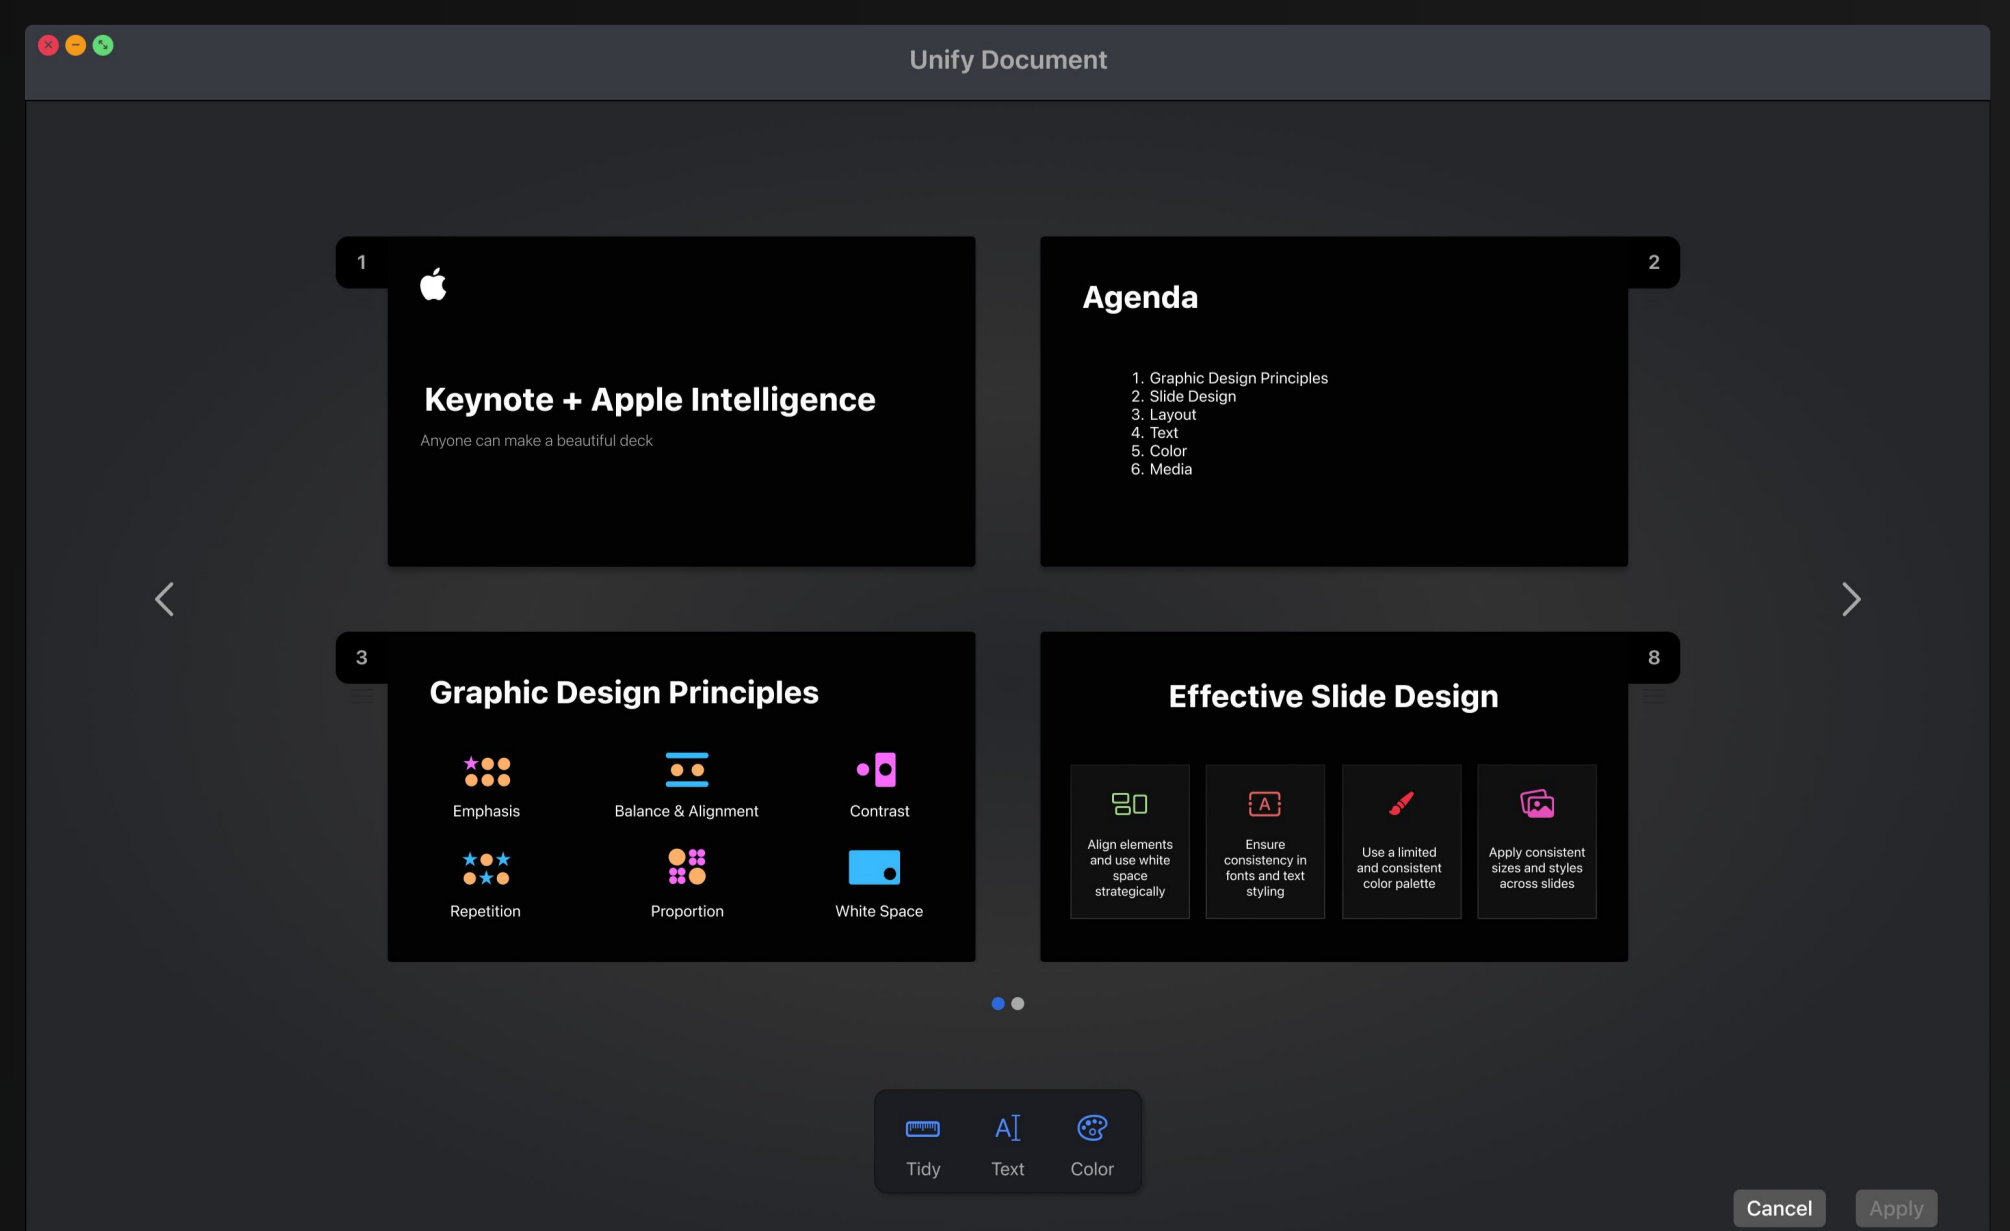 Unify Document
1
Keynote + Apple Intelligence
Anyone can make a beautiful deck
2
Agenda
1. Graphic Design Principles
2. Slide Design
3. Layout
4. Text
5. Color
6. Media
3
Graphic Design Principles
Emphasis
Balance & Alignment
Contrast
Repetition
Proportion
White Space
8
Effective Slide Design
Align elements
and use white
space
strategically
A
Ensure
consistency in
fonts and text
styling
Use a limited
and consistent
color palette
Apply consistent
sizes and styles
across slides
A
Tidy
Text
Color
Cancel
Apply